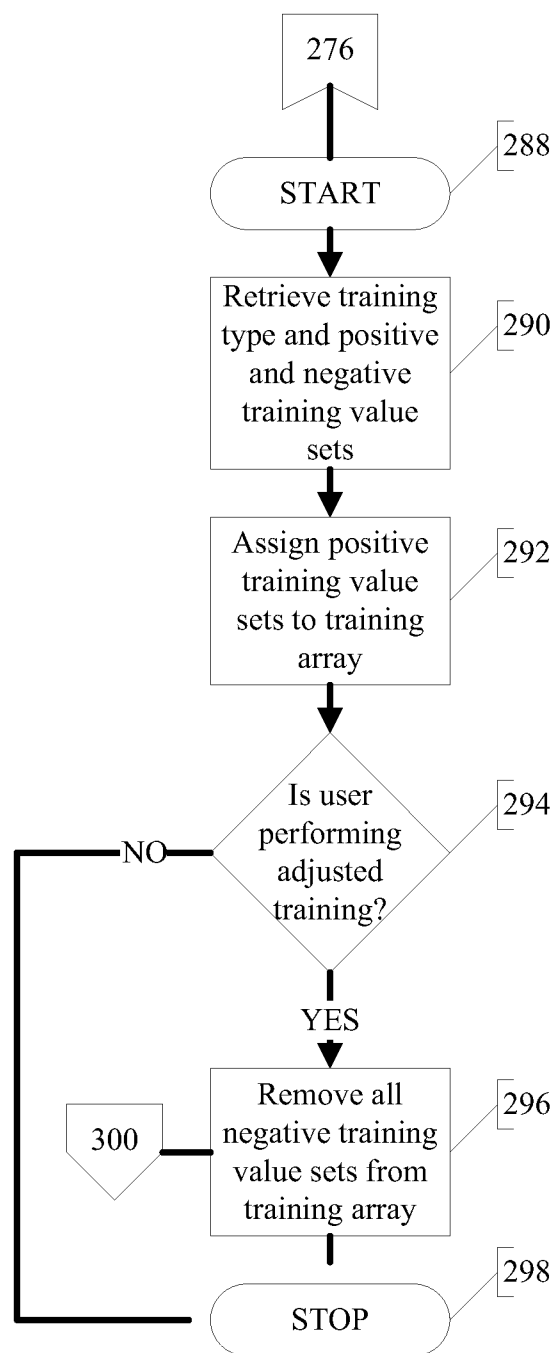 276
288
START
Retrieve training
type and positive
and negative
training value
sets
290
Assign positive
training value
sets to training
array
292
Is user
performing
adjusted
training?
294
NO
YES
Remove all
negative training
value sets from
training array
296
300
298
STOP